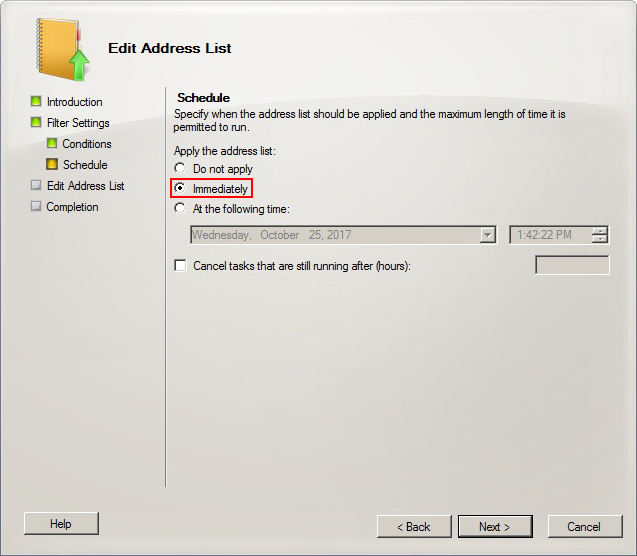 Edit Address List
Introduction
Filter Settings
Conditions
Schedule
Edit Address List
Completion
Schedule
Specify when the address list should be applied and the maximum length of time it is
permitted to run.
Apply the address list:
Do not apply
Immediately
At the following time:
Wednesday, October 25, 2017
1:42:22 PM
Cancel tasks that are still running after (hours):
Help
< Back
Next >
Cancel